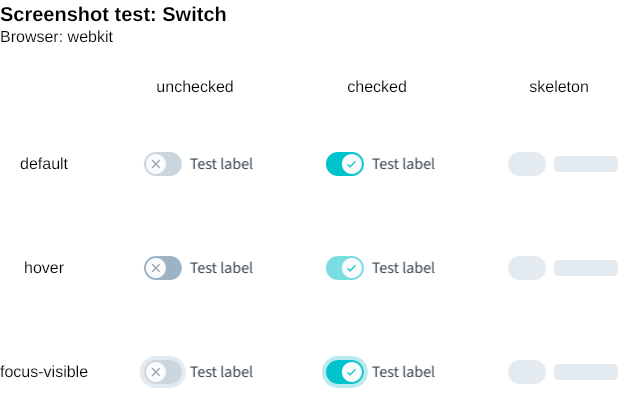 Screenshot test: Switch
Browser: webkit
unchecked checked skeleton
default Test label Test label
hover Test label Test label
focus-visible Test label Test label